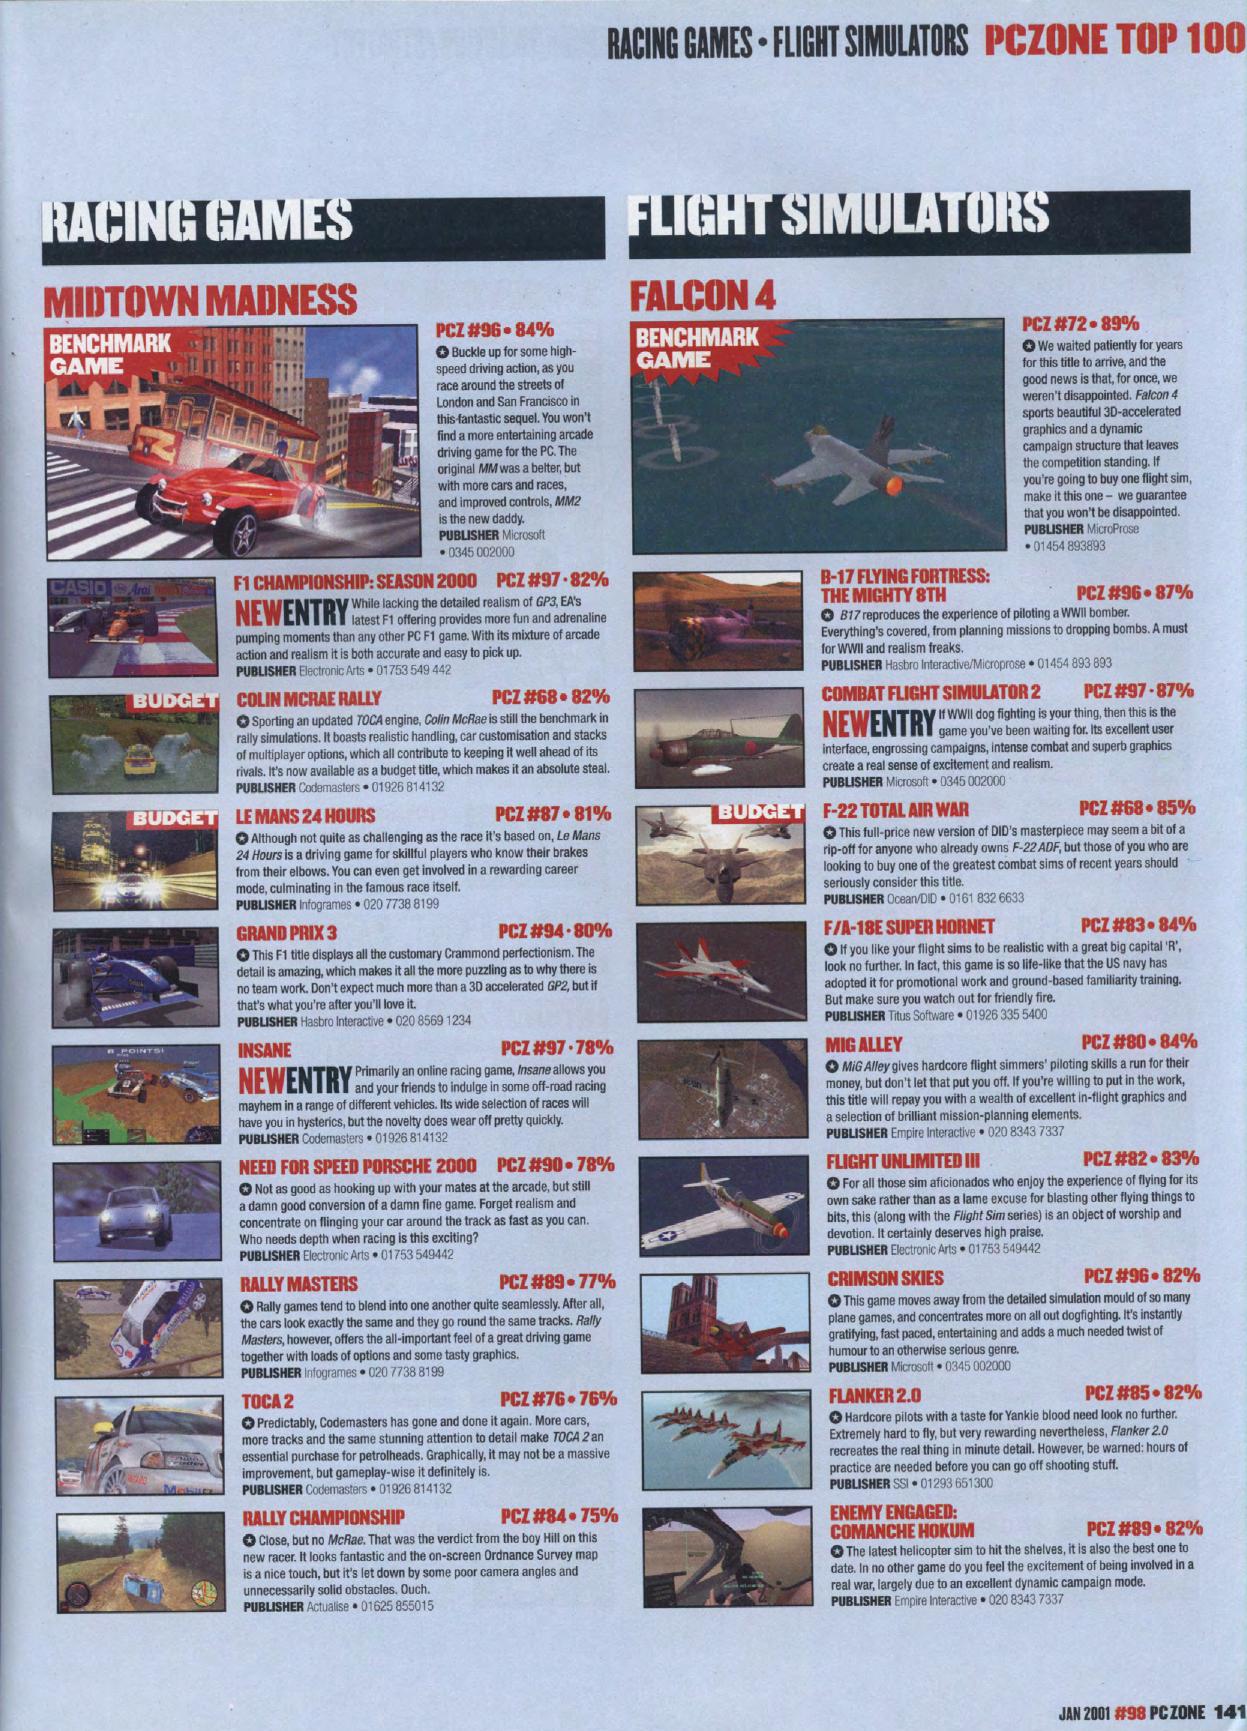 RACING GAMES • FLIGHT SIMULATORS PCZONE TOP 100
RACING GAMES
MIDTOWN MADNESS
BENCHMARK
GAME
PCZ #96 • 84%
Buckle up for some high-
speed driving action, as you
race around the streets of
London and San Francisco in
this fantastic sequel. You won't
find a more entertaining arcade
driving game for the PC. The
original MM was a belter, but
with more cars and races,
and improved controls, MM2
is the new daddy.
PUBLISHER Microsoft
• 0345 002000
F1 CHAMPIONSHIP: SEASON 2000 PCZ #97 • 82%
NEW ENTRY While lacking the detailed realism of GP3, EA's
latest F1 offering provides more fun and adrenaline
pumping moments than any other PC F1 game. With its mixture of arcade
action and realism it is both accurate and easy to pick up.
PUBLISHER Electronic Arts • 01753 549 442
BUDGET
COLIN MCRAE RALLY PCZ #68 • 82%
Sporting an updated TOCA engine, Colin McRae is still the benchmark in
rally simulations. It boasts realistic handling, car customisation and stacks
of multiplayer options, which all contribute to keeping it well ahead of its
rivals. It's now available as a budget title, which makes it an absolute steal.
PUBLISHER Codemasters • 01926 814132
BUDGET
LE MANS 24 HOURS PCZ #87 • 81%
Although not quite as challenging as the race it's based on, Le Mans
24 Hours is a driving game for skillful players who know their brakes
from their elbows. You can even get involved in a rewarding career
mode, culminating in the famous race itself.
PUBLISHER Infogrames • 020 7738 8199
GRAND PRIX 3 PCZ #94 • 80%
This F1 title displays all the customary Crammond perfectionism. The
detail is amazing, which makes it all the more puzzling as to why there is
no team work. Don't expect much more than a 3D accelerated GP2, but if
that's what you're after you'll love it.
PUBLISHER Hasbro Interactive • 020 8569 1234
INSANE PCZ #97 • 78%
NEW ENTRY Primarily an online racing game, Insane allows you
and your friends to indulge in some off-road racing
mayhem in a range of different vehicles. Its wide selection of races will
have you in hysterics, but the novelty does wear off pretty quickly.
PUBLISHER Codemasters • 01926 814132
NEED FOR SPEED PORSCHE 2000 PCZ #90 • 78%
Not as good as hooking up with your mates at the arcade, but still
a damn good conversion of a damn fine game. Forget realism and
concentrate on flinging your car around the track as fast as you can.
Who needs depth when racing is this exciting?
PUBLISHER Electronic Arts • 01753 549442
RALLY MASTERS PCZ #89 • 77%
Rally games tend to blend into one another quite seamlessly. After all,
the cars look exactly the same and they go round the same tracks. Rally
Masters, however, offers the all-important feel of a great driving game
together with loads of options and some tasty graphics.
PUBLISHER Infogrames • 020 7738 8199
TOCA 2 PCZ #76 • 76%
Predictably, Codemasters has gone and done it again. More cars,
more tracks and the same stunning attention to detail make TOCA 2 an
essential purchase for petrolheads. Graphically, it may not be a massive
improvement, but gameplay-wise it definitely is.
PUBLISHER Codemasters • 01926 814132
RALLY CHAMPIONSHIP PCZ #84 • 75%
Close, but no McRae. That was the verdict from the boy Hill on this
new racer. It looks fantastic and the on-screen Ordnance Survey map
is a nice touch, but it's let down by some poor camera angles and
unnecessarily solid obstacles. Ouch.
PUBLISHER Actualise • 01625 855015
FLIGHT SIMULATORS
FALCON 4
BENCHMARK
GAME
PCZ #72 • 89%
We waited patiently for years
for this title to arrive, and the
good news is that, for once, we
weren't disappointed. Falcon 4
sports beautiful 3D-accelerated
graphics and a dynamic
campaign structure that leaves
the competition standing. If
you're going to buy one flight sim,
make it this one – we guarantee
that you won't be disappointed.
PUBLISHER MicroProse
• 01454 893893
B-17 FLYING FORTRESS:
THE MIGHTY 8TH PCZ #96 • 87%
B17 reproduces the experience of piloting a WWII bomber.
Everything's covered, from planning missions to dropping bombs. A must
for WWII and realism freaks.
PUBLISHER Hasbro Interactive/Microprose • 01454 893 893
COMBAT FLIGHT SIMULATOR 2 PCZ #97 • 87%
NEW ENTRY If WWII dog fighting is your thing, then this is the
game you've been waiting for. Its excellent user
interface, engrossing campaigns, intense combat and superb graphics
create a real sense of excitement and realism.
PUBLISHER Microsoft • 0345 002000
BUDGET
F-22 TOTAL AIR WAR PCZ #68 • 85%
This full-price new version of DID's masterpiece may seem a bit of a
rip-off for anyone who already owns F-22 ADF, but those of you who are
looking to buy one of the greatest combat sims of recent years should
seriously consider this title.
PUBLISHER Ocean/DID • 0161 832 6633
F/A-18E SUPER HORNET PCZ #83 • 84%
If you like your flight sims to be realistic with a great big capital 'R',
look no further. In fact, this game is so life-like that the US navy has
adopted it for promotional work and ground-based familiarity training.
But make sure you watch out for friendly fire.
PUBLISHER Titus Software • 01926 335 5400
MIG ALLEY PCZ #80 • 84%
MiG Alley gives hardcore flight simmers' piloting skills a run for their
money, but don't let that put you off. If you're willing to put in the work,
this title will repay you with a wealth of excellent in-flight graphics and
a selection of brilliant mission-planning elements.
PUBLISHER Empire Interactive • 020 8343 7337
FLIGHT UNLIMITED III PCZ #82 • 83%
For all those sim aficionados who enjoy the experience of flying for its
own sake rather than as a lame excuse for blasting other flying things to
bits, this (along with the Flight Sim series) is an object of worship and
devotion. It certainly deserves high praise.
PUBLISHER Electronic Arts • 01753 549442
CRIMSON SKIES PCZ #96 • 82%
This game moves away from the detailed simulation mould of so many
plane games, and concentrates more on all out dogfighting. It's instantly
gratifying, fast paced, entertaining and adds a much needed twist of
humour to an otherwise serious genre.
PUBLISHER Microsoft • 0345 002000
FLANKER 2.0 PCZ #85 • 82%
Hardcore pilots with a taste for Yankie blood need look no further.
Extremely hard to fly, but very rewarding nevertheless, Flanker 2.0
recreates the real thing in minute detail. However, be warned: hours of
practice are needed before you can go off shooting stuff.
PUBLISHER SSI • 01293 651300
ENEMY ENGAGED:
COMANCHE HOKUM PCZ #89 • 82%
The latest helicopter sim to hit the shelves, it is also the best one to
date. In no other game do you feel the excitement of being involved in a
real war, largely due to an excellent dynamic campaign mode.
PUBLISHER Empire Interactive • 020 8343 7337
JAN 2001 #98 PC ZONE 141